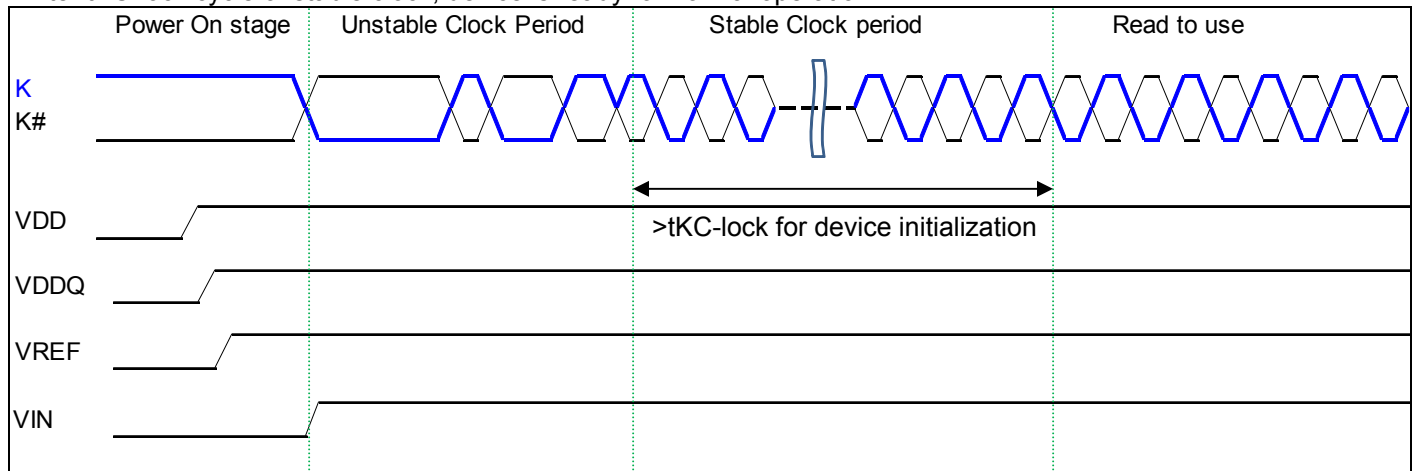 Power On stage Unstable Clock Period Stable Clock period Read to use
K
K#
VDD
>tKC-lock for device initialization
VDDQ
VREF
VIN